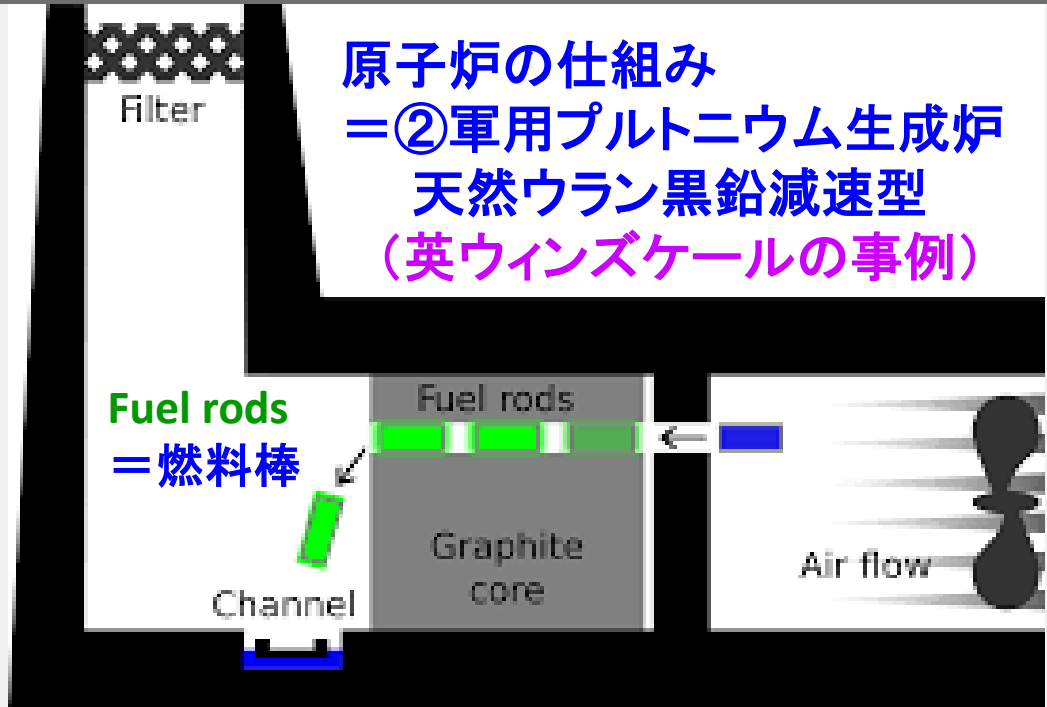 Filter
原子炉の仕組み
＝②軍用プルトニウム生成炉
天然ウラン黒鉛減速型
（英ウィンズケールの事例）
Fuel rods
＝燃料棒
Fuel rods
Graphite
core
Air flow
Channel